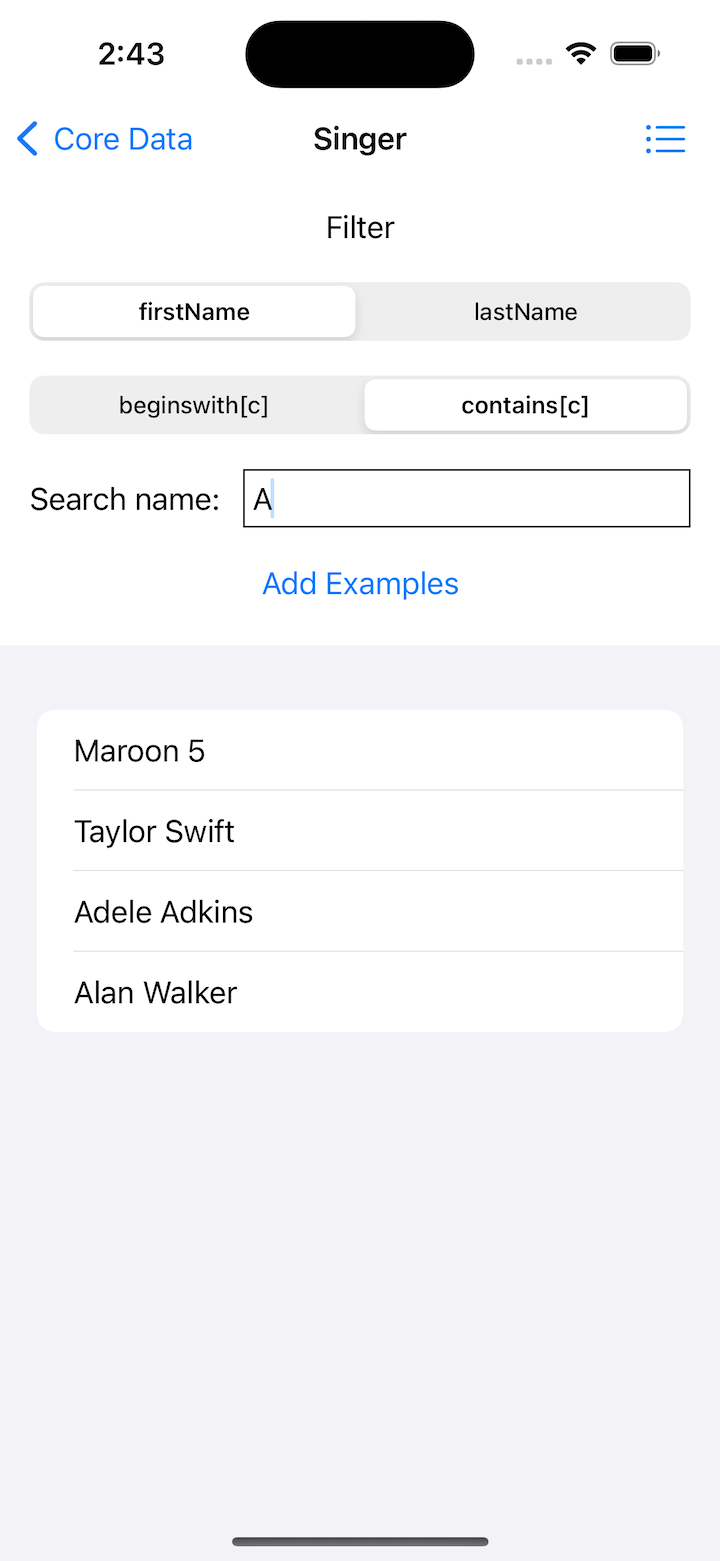 2:43
Core Data Singer
Filter
firstName lastName
beginswith[c] contains[c]
Search name: A
Add Examples
Maroon 5
Taylor Swift
Adele Adkins
Alan Walker